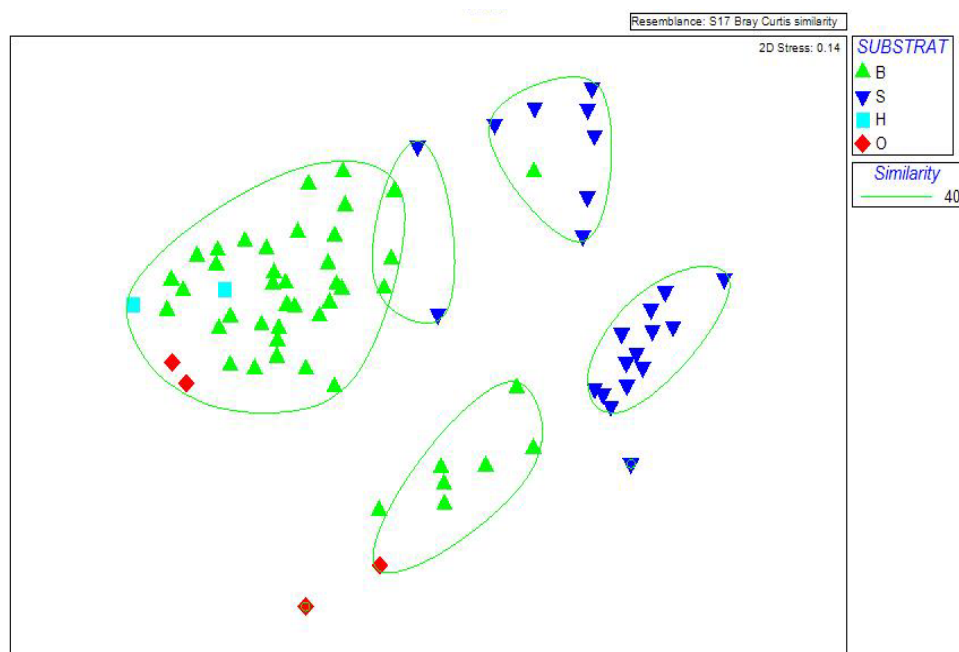 Resemblance: S17 Bray Curtis similarity
2D Stress: 0.14
SUBSTRAT
B
S
H
O
Similarity
40